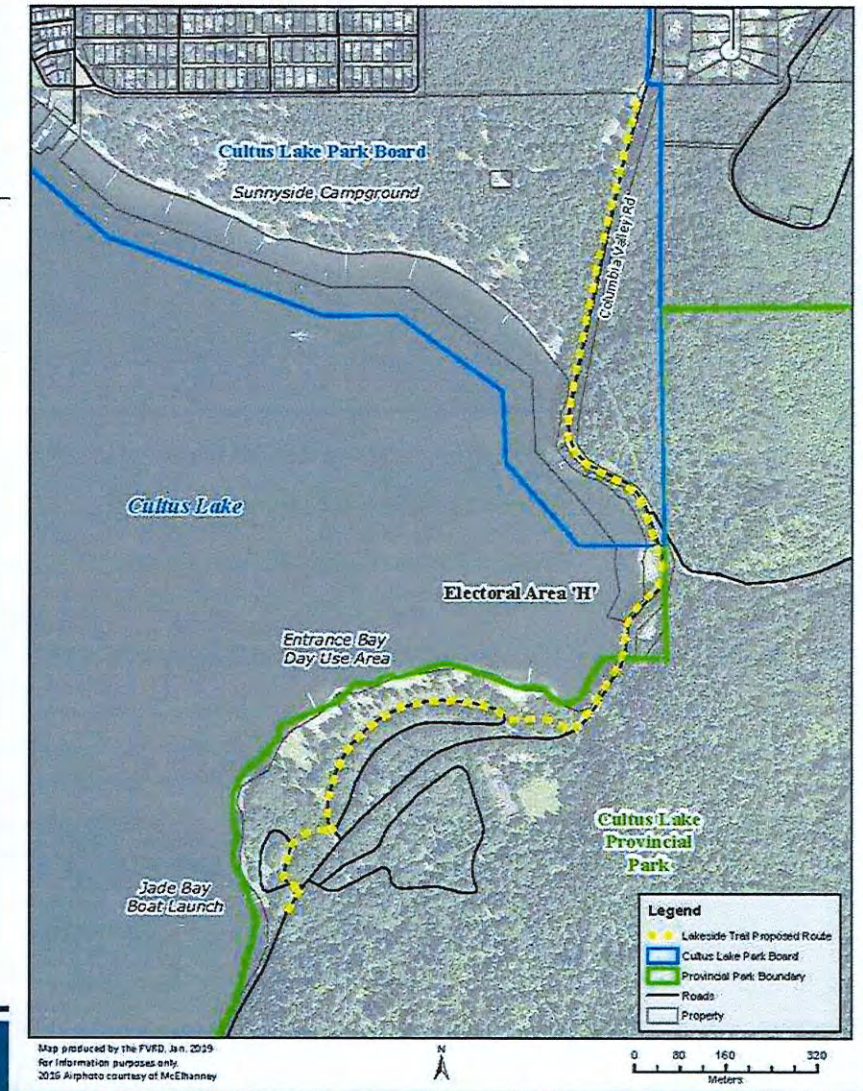 Cultus Lake Park Board
Sunnyside Campground
Columbia Valley Rd
Cultus Lake
Electoral Area 'H'
Entrance Bay
Day Use Area
Cultus Lake
Provincial
Park
Jade Bay
Boat Launch
Legend
Lakeside Trail Proposed Route
Cultus Lake Park Board
Provincial Park Boundary
Roads
Property
Map produced by the FVRD, Jan. 2019
For information purposes only.
2016 Airphoto courtesy of McElhanney
N
0 80 160 320
Meters